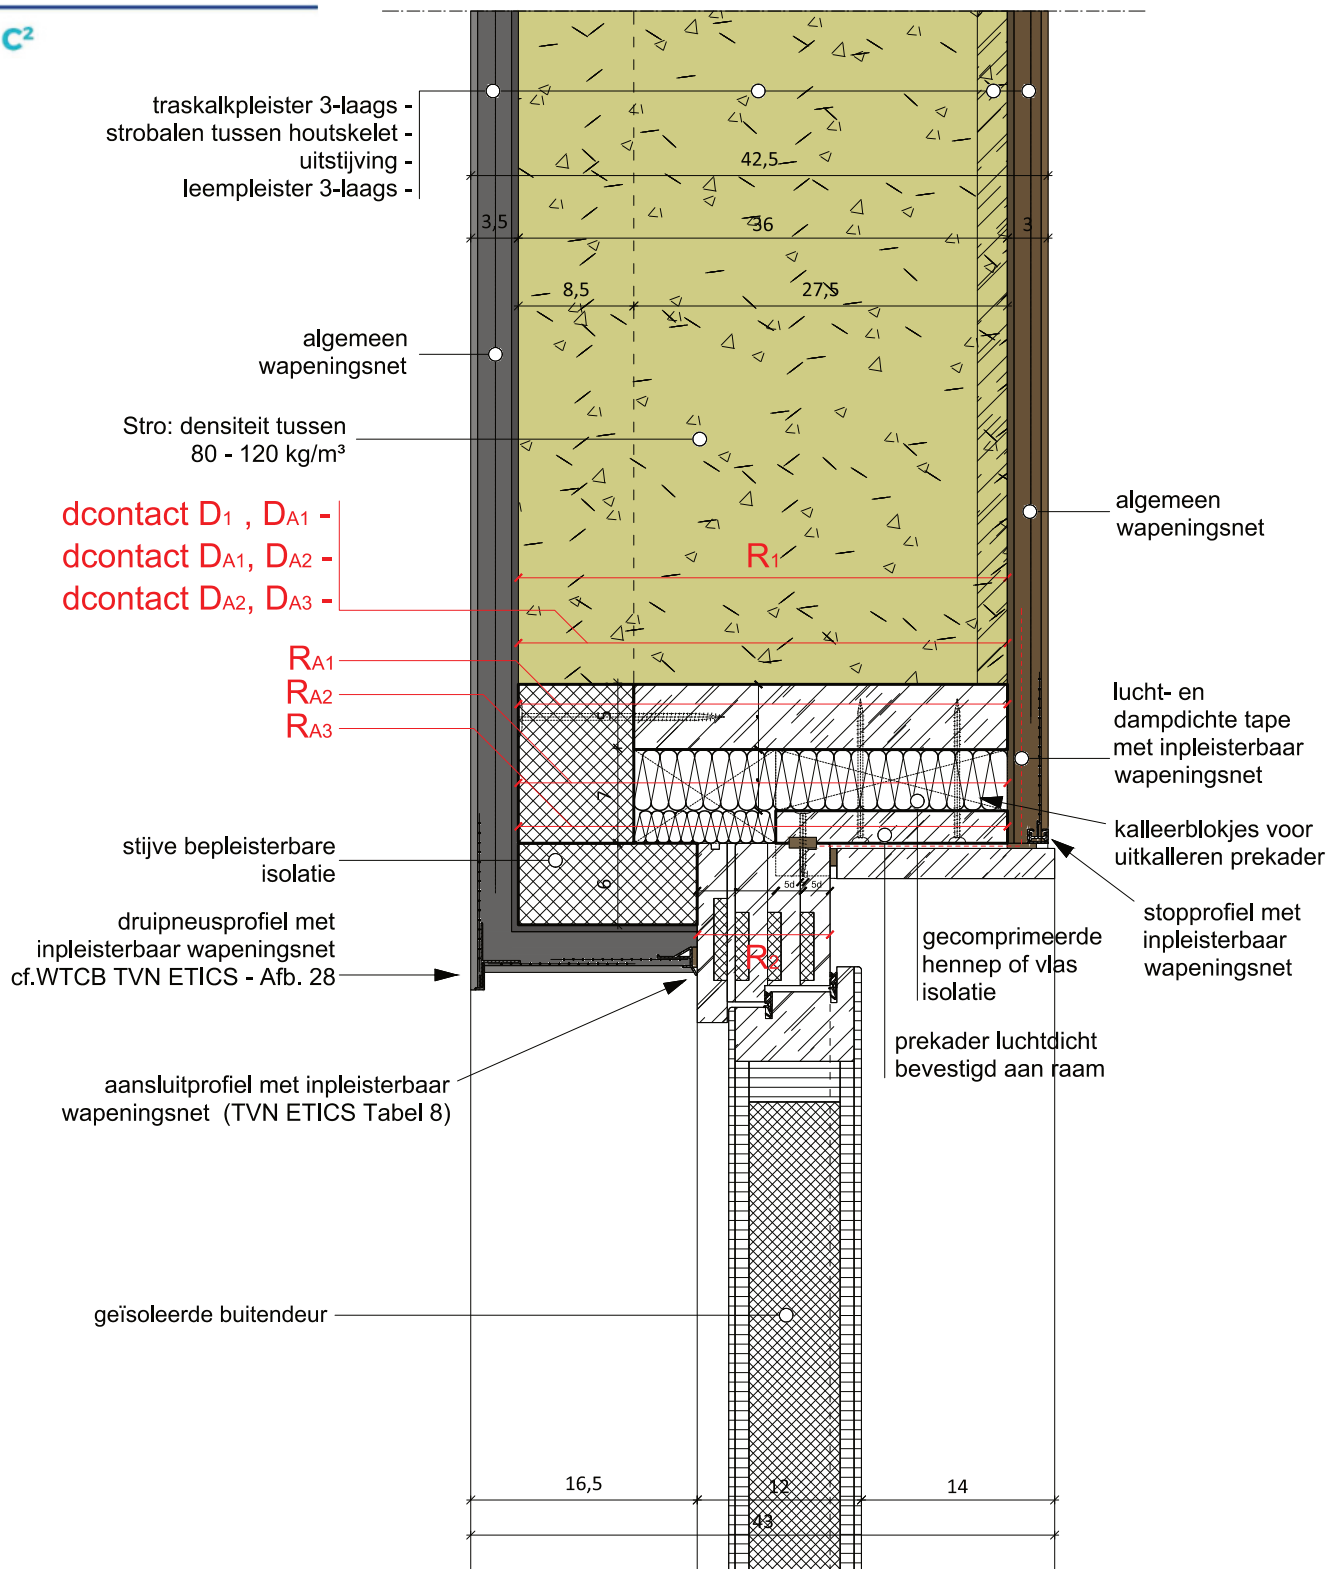 C²
traskalkpleister 3-laags -
strobalen tussen houtskelet -
uitstijving -
leempleister 3-laags -
42,5
3,5
36
3
8,5
27,5
algemeen
wapeningsnet
Stro: densiteit tussen
80 - 120 kg/m³
dcontact D1 , DA1 -
dcontact DA1, DA2 -
dcontact DA2, DA3 -
R1
algemeen
wapeningsnet
RA1
RA2
RA3
5
7
6
lucht- en
dampdichte tape
met inpleisterbaar
wapeningsnet
kalleerblokjes voor
uitkalleren prekader
stijve bepleisterbare
isolatie
5d
5d
stopprofiel met
inpleisterbaar
wapeningsnet
druipneusprofiel met
inpleisterbaar wapeningsnet
cf.WTCB TVN ETICS - Afb. 28
R2
gecomprimeerde
hennep of vlas
isolatie
prekader luchtdicht
bevestigd aan raam
aansluitprofiel met inpleisterbaar
wapeningsnet (TVN ETICS Tabel 8)
geïsoleerde buitendeur
16,5
12
14
43